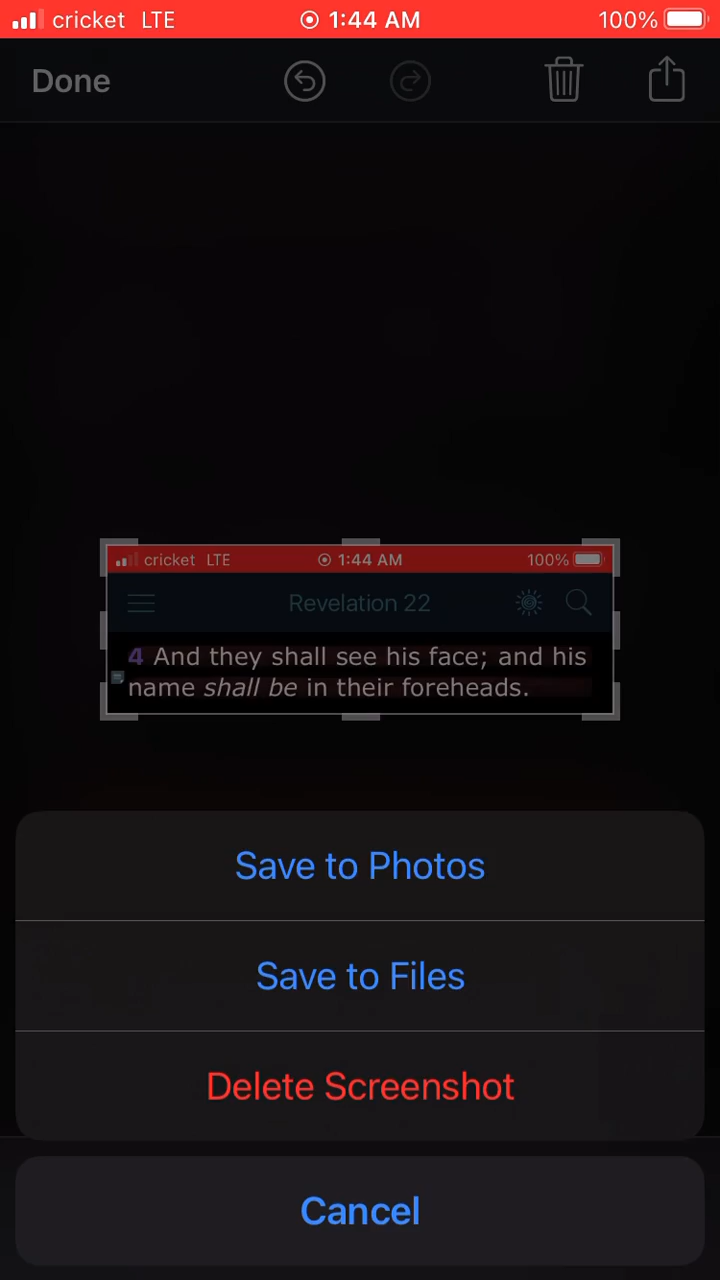 cricket LTE 1:44 AM 100%
Done
cricket LTE 1:44 AM 100%
Revelation 22
4 And they shall see his face; and his
name shall be in their foreheads.
Save to Photos
Save to Files
Delete Screenshot
Cancel